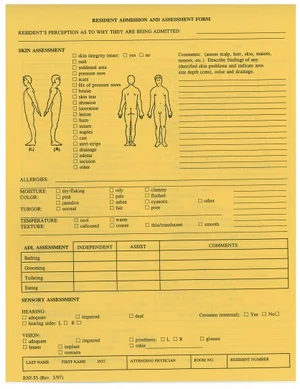 RESIDENT ADMISSION AND ASSESSMENT FORM
RESIDENT'S PERCEPTION AS TO WHY THEY ARE BEING ADMITTED:
SKIN ASSESSMENT
☐ skin integrity intact: ☐ yes ☐ no
☐ rash
☐ reddened area
☐ pressure sore
☐ scars
☐ Hx of pressure sores
☐ bruise
☐ skin tear
☐ abrasion
☐ laceration
☐ lesion
☐ burn
☐ suture
☐ staples
☐ cast
☐ steri strips
☐ drainage
☐ edema
☐ incision
☐ other
Comments: (assess scalp, hair, skin, mucosa,
tumors, etc.) Describe findings of any
identified skin problems and indicate area
size depth (cms), color and drainage.
(L) (R)
ALLERGIES:
MOISTURE: ☐ dry/flaking ☐ oily ☐ clammy
COLOR: ☐ pink ☐ pale ☐ flushed
☐ jaundice ☐ ashen ☐ cyanotic ☐ other
TURGOR: ☐ normal ☐ fair ☐ poor
TEMPERATURE: ☐ cool ☐ warm
TEXTURE: ☐ calloused ☐ coarse ☐ thin/translucent ☐ smooth
ADL ASSESSMENT INDEPENDENT ASSIST COMMENTS
Bathing
Grooming
Toileting
Eating
SENSORY ASSESSMENT
HEARING:
☐ adequate ☐ impaired ☐ deaf Cerumen (external): ☐ Yes ☐ No
☐ hearing aides: L ☐ R ☐
VISION:
☐ adequate ☐ impaired ☐ prosthesis: ☐ L ☐ R ☐ glasses
☐ lenses ☐ implant ☐ other
☐ contacts
LAST NAME FIRST NAME INIT. ATTENDING PHYSICIAN ROOM NO. RESIDENT NUMBER
(Rev. 5/97)